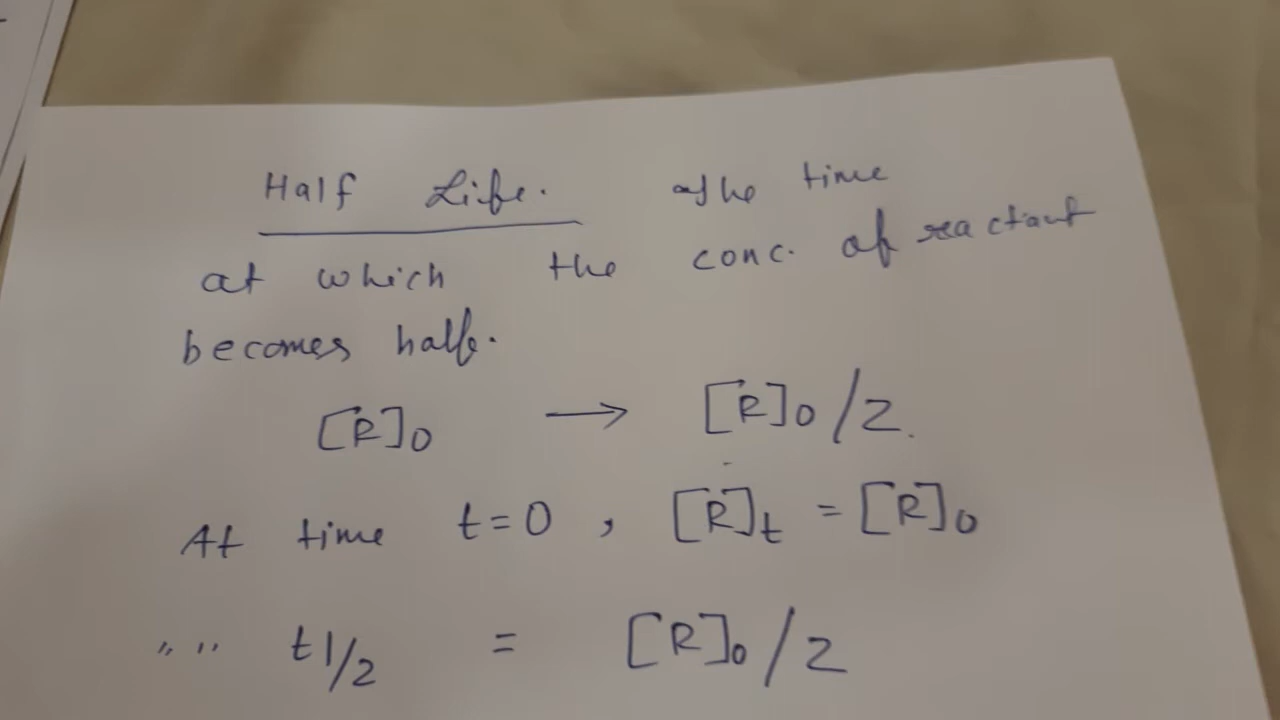 Half Life. The time
at which the conc. of reactant
becomes half.
[R]0 → [R]0/2.
At time t=0, [R]t = [R]0
,, ,, t1/2 = [R]0/2